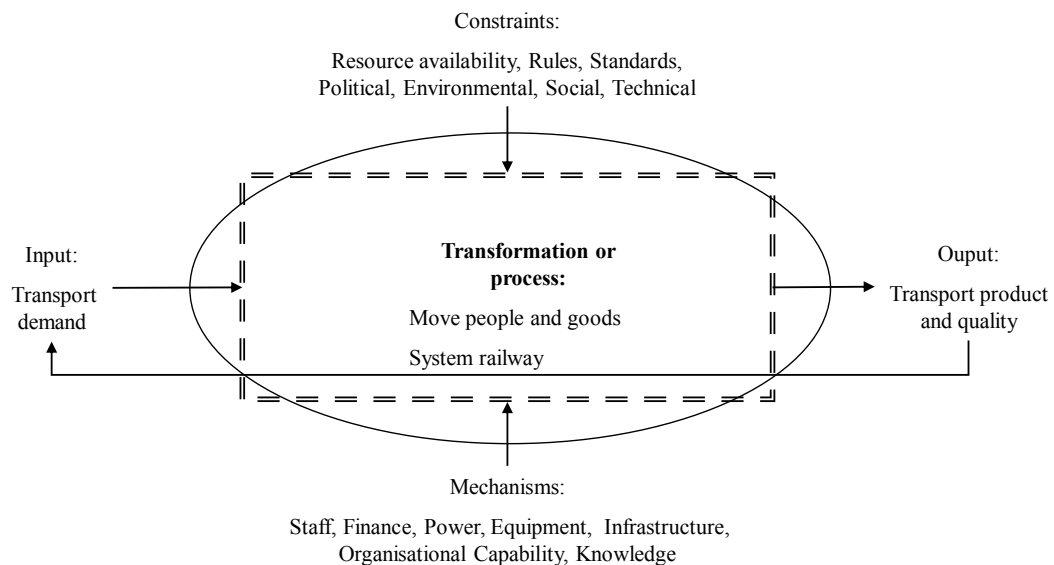 Constraints:
Resource availability, Rules, Standards,
Political, Environmental, Social, Technical
Input:
Transport
demand
Transformation or
process:
Move people and goods
System railway
Ouput:
Transport product
and quality
Mechanisms:
Staff, Finance, Power, Equipment, Infrastructure,
Organisational Capability, Knowledge